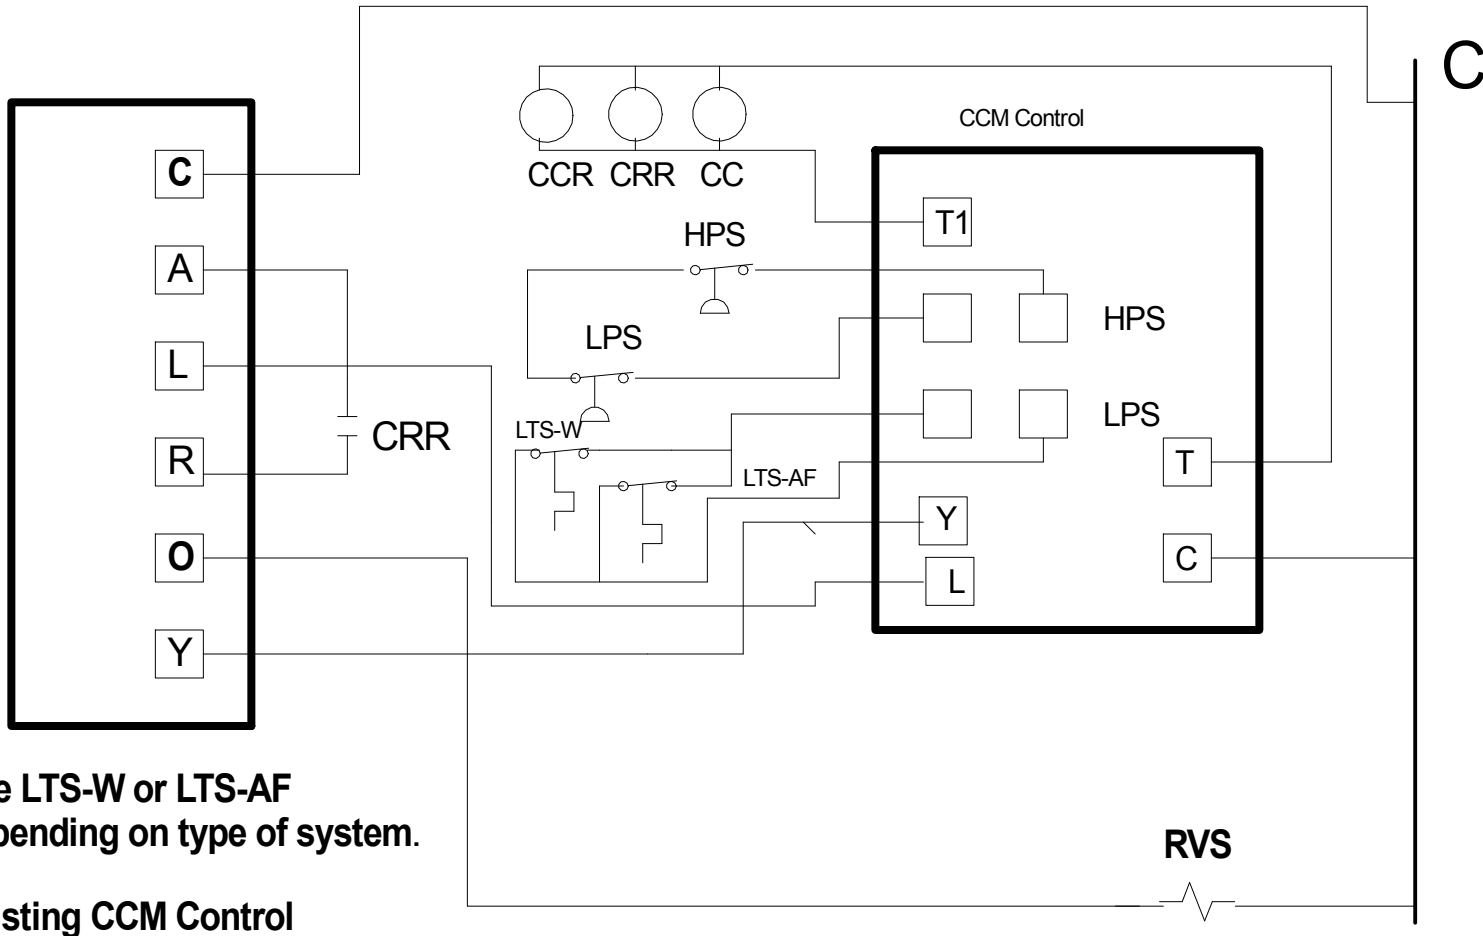 C
CCM Control
C
A
L
R
O
Y
CCR CRR CC
T1
HPS
HPS
LPS
LPS
CRR
LTS-W
LTS-AF
T
Y
C
L
e LTS-W or LTS-AF
pending on type of system.
RVS
sting CCM Control